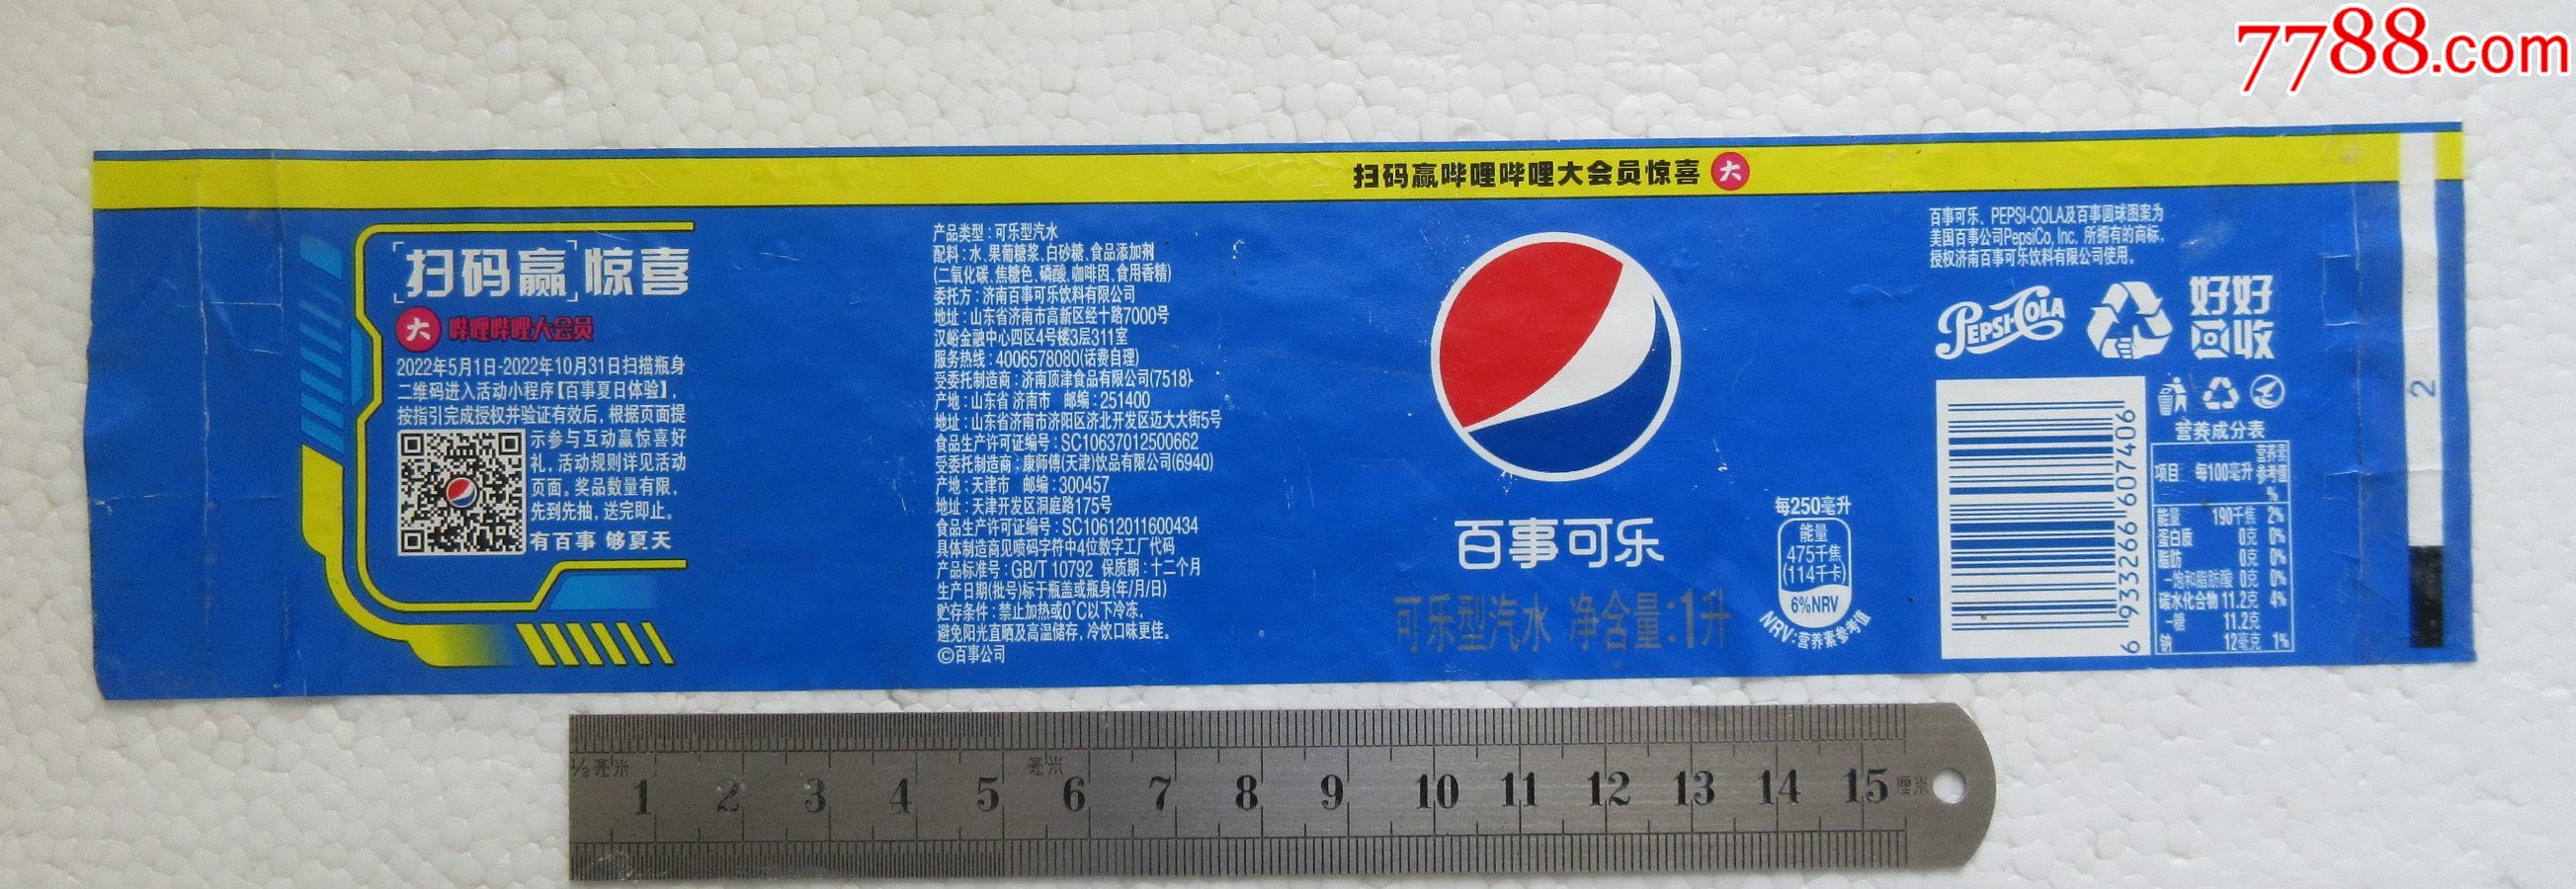 7788.com
扫码赢哔哩哔哩大会员惊喜 大
「扫码赢」惊喜
大 哔哩哔哩大会员
2022年5月1日-2022年10月31日扫描瓶身
二维码进入活动小程序【百事夏日体验】,
按指引完成授权并验证有效后,根据页面提
示参与互动赢惊喜好
礼,活动规则详见活动
页面。奖品数量有限,
先到先抽,送完即止。
有百事 够夏天
产品类型:可乐型汽水
配料:水、果葡糖浆、白砂糖、食品添加剂
(二氧化碳、焦糖色、磷酸、咖啡因、食用香精)
委托方:济南百事可乐饮料有限公司
地址:山东省济南市高新区经十路7000号
汉峪金融中心四区4号楼3层311室
服务热线:4006578080(话费自理)
受委托制造商:济南顶津食品有限公司(7518)
产地:山东省 济南市 邮编:251400
地址:山东省济南市济阳区济北开发区迈大大街5号
食品生产许可证编号:SC10637012500662
受委托制造商:康师傅(天津)饮品有限公司(6940)
产地:天津市 邮编:300457
地址:天津开发区洞庭路175号
食品生产许可证编号:SC10612011600434
具体制造商见喷码字符中4位数字工厂代码
产品标准号:GB/T 10792 保质期:十二个月
生产日期(批号)标于瓶盖或瓶身(年/月/日)
贮存条件:禁止加热或0°C以下冷冻,
避免阳光直晒及高温储存,冷饮口味更佳。
©百事公司
百事可乐
可乐型汽水 净含量:1升
每250毫升
能量
475千焦
(114千卡)
6%NRV
NRV:营养素参考值
百事可乐、PEPSI-COLA及百事圆球图案为
美国百事公司PepsiCo, Inc. 所拥有的商标,
授权济南百事可乐饮料有限公司使用。
PEPSI-COLA
好好
回收
6 933266 607406
营养成分表
项目 每100毫升 营养素参考值%
能量 190千焦 2%
蛋白质 0克 0%
脂肪 0克 0%
-饱和脂肪酸 0克 0%
碳水化合物 11.2克 4%
-糖 11.2克
钠 12毫克 1%
2
1/2毫米 毫米
1 2 3 4 5 6 7 8 9 10 11 12 13 14 15 厘米